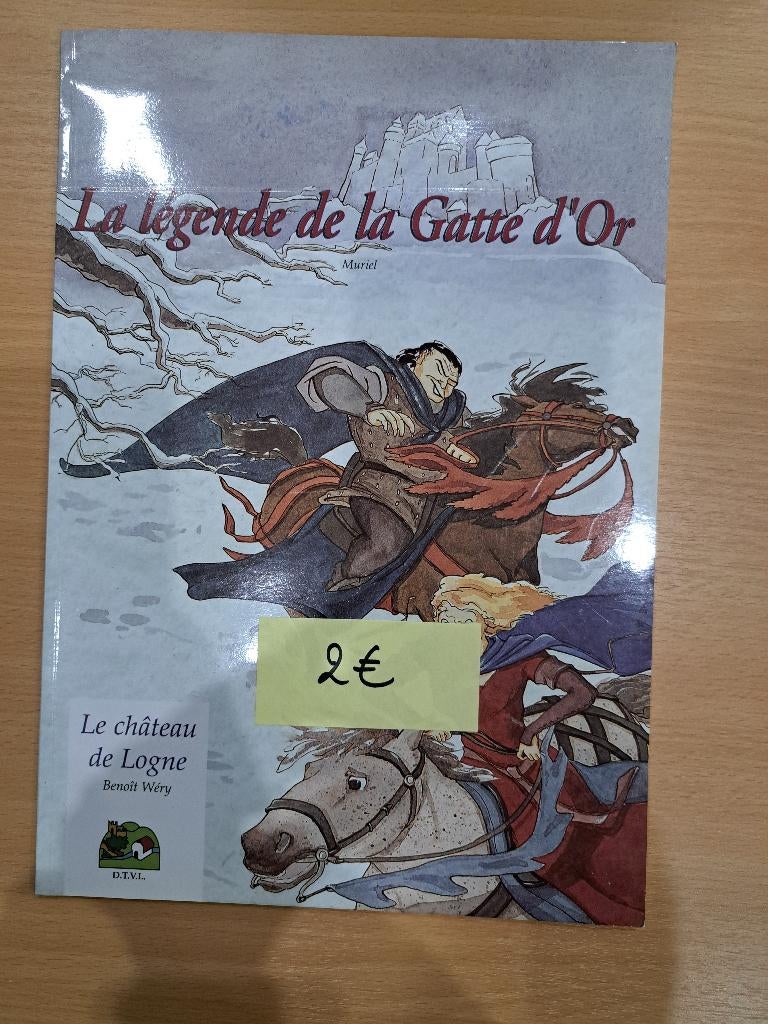 La légende de la Gatte d'Or
Muriel
2€
Le château
de Logne
Benoît Wéry
D.T.V.L.